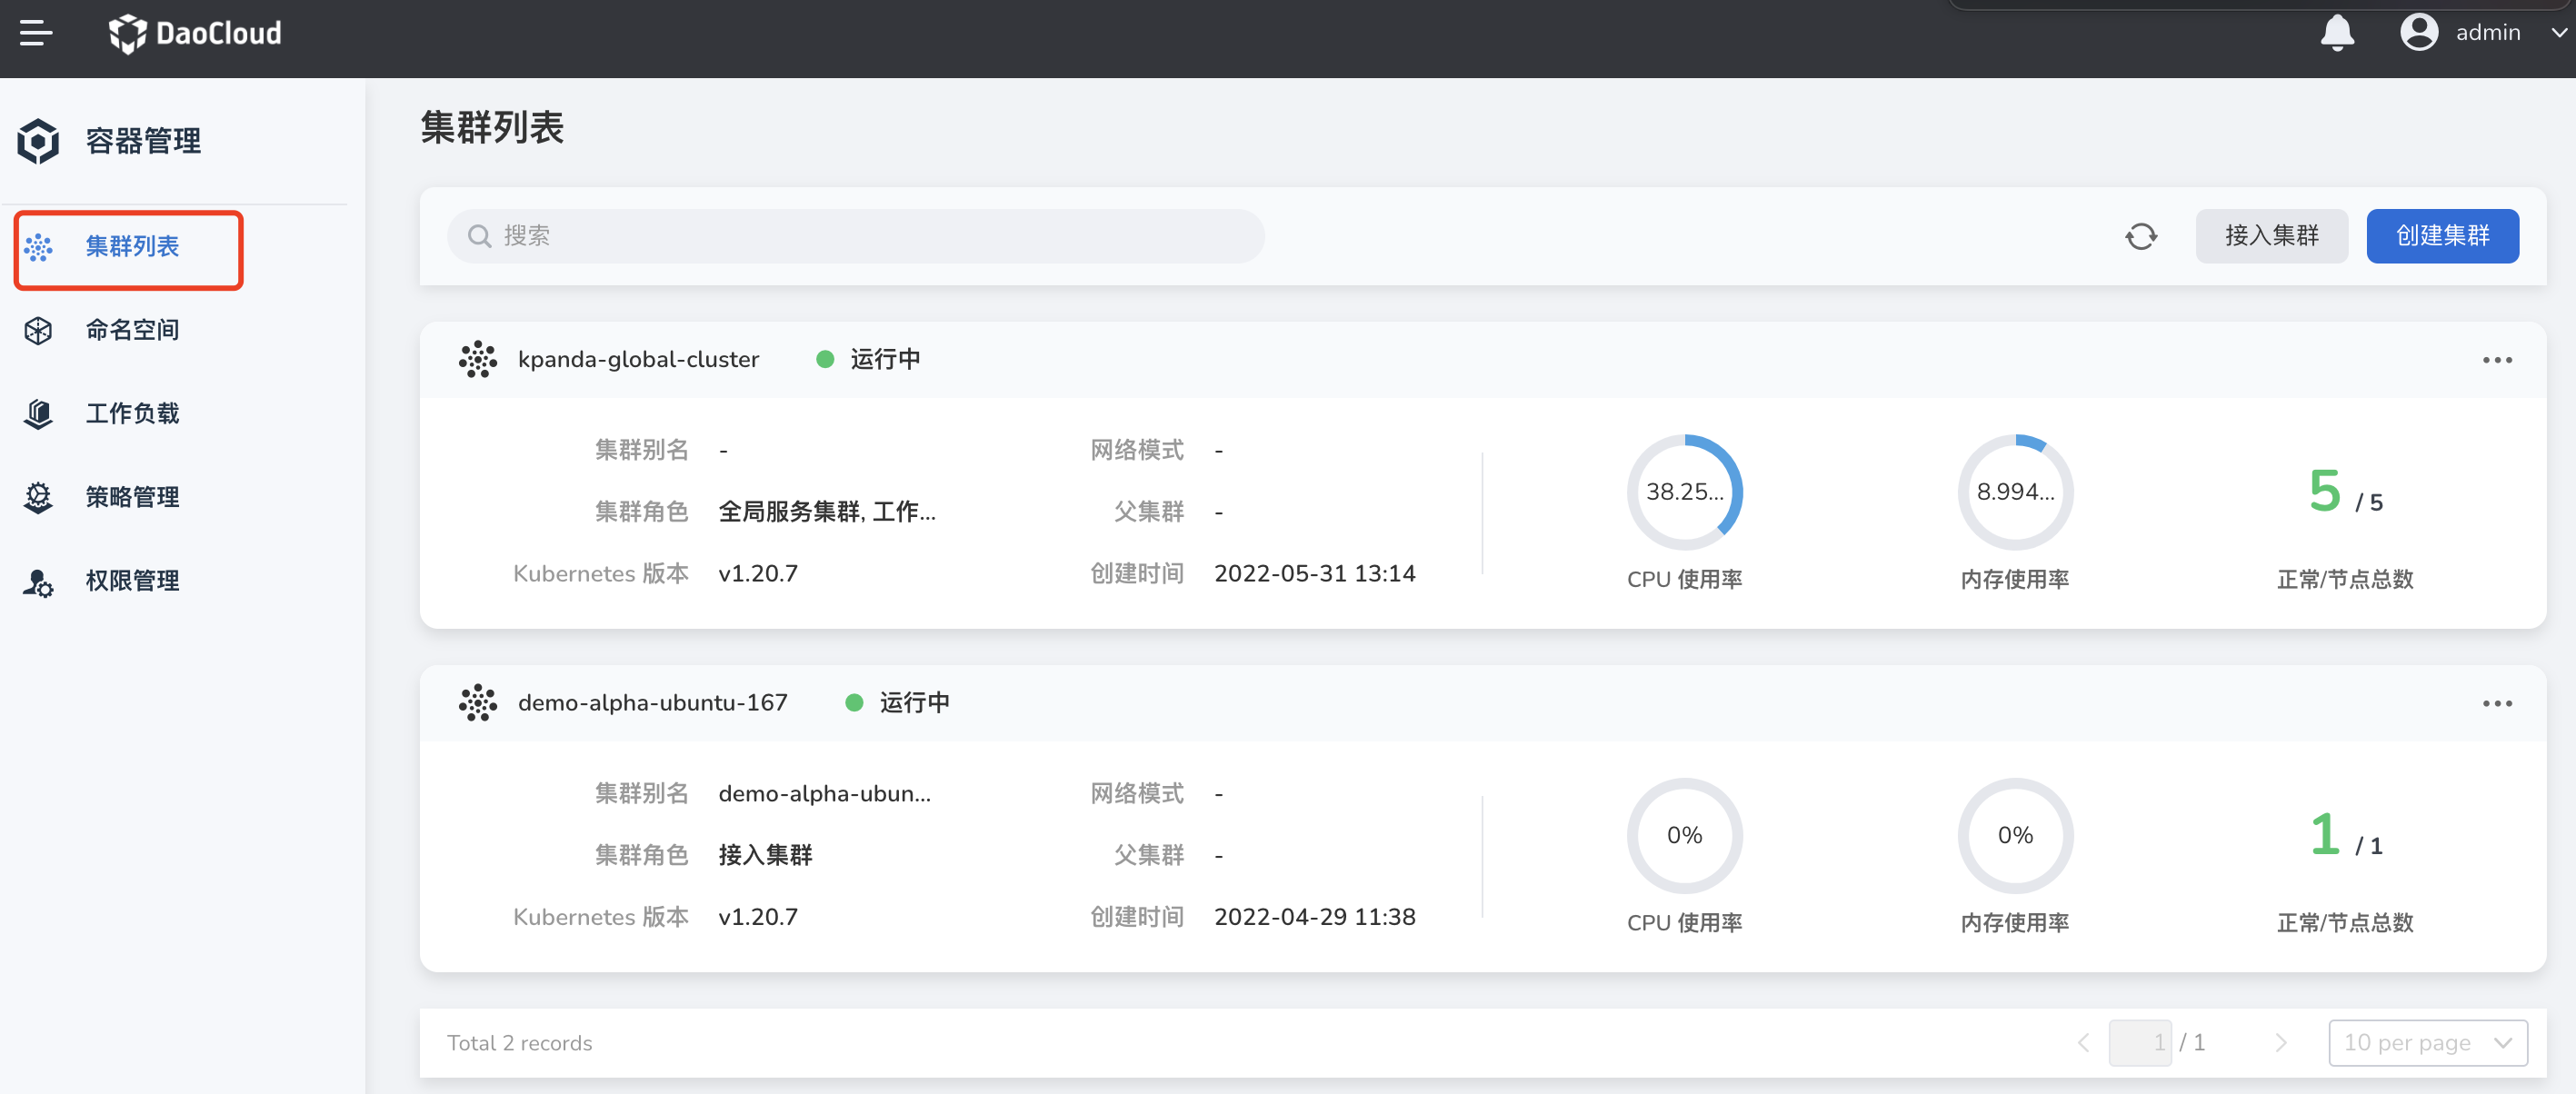 DaoCloud
admin
容器管理
集群列表
命名空间
工作负载
策略管理
权限管理
集群列表
搜索
接入集群
创建集群
kpanda-global-cluster 运行中
集群别名 - 网络模式 -
集群角色 全局服务集群, 工作... 父集群 -
Kubernetes 版本 v1.20.7 创建时间 2022-05-31 13:14
38.25... 8.994... 5 / 5
CPU 使用率 内存使用率 正常/节点总数
demo-alpha-ubuntu-167 运行中
集群别名 demo-alpha-ubun... 网络模式 -
集群角色 接入集群 父集群 -
Kubernetes 版本 v1.20.7 创建时间 2022-04-29 11:38
0% 0% 1 / 1
CPU 使用率 内存使用率 正常/节点总数
Total 2 records 1 / 1 10 per page